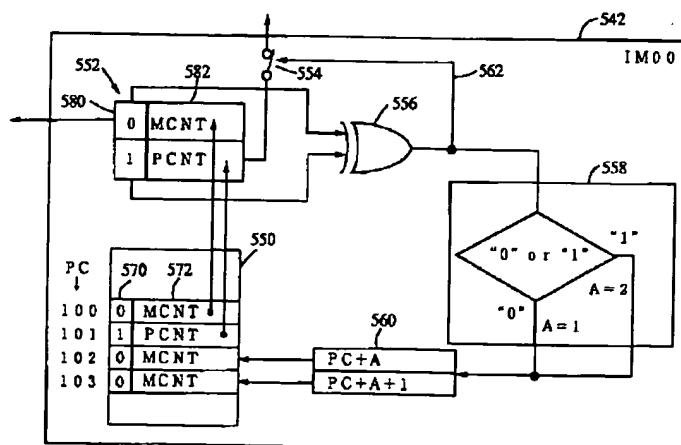 542
IM00
552
582
554
562
580
0 MCNT
1 PCNT
556
558
"0" or "1"
"1"
A=2
"0"
A=1
550
PC
570
572
100 0 MCNT
101 1 PCNT
102 0 MCNT
103 0 MCNT
560
PC+A
PC+A+1